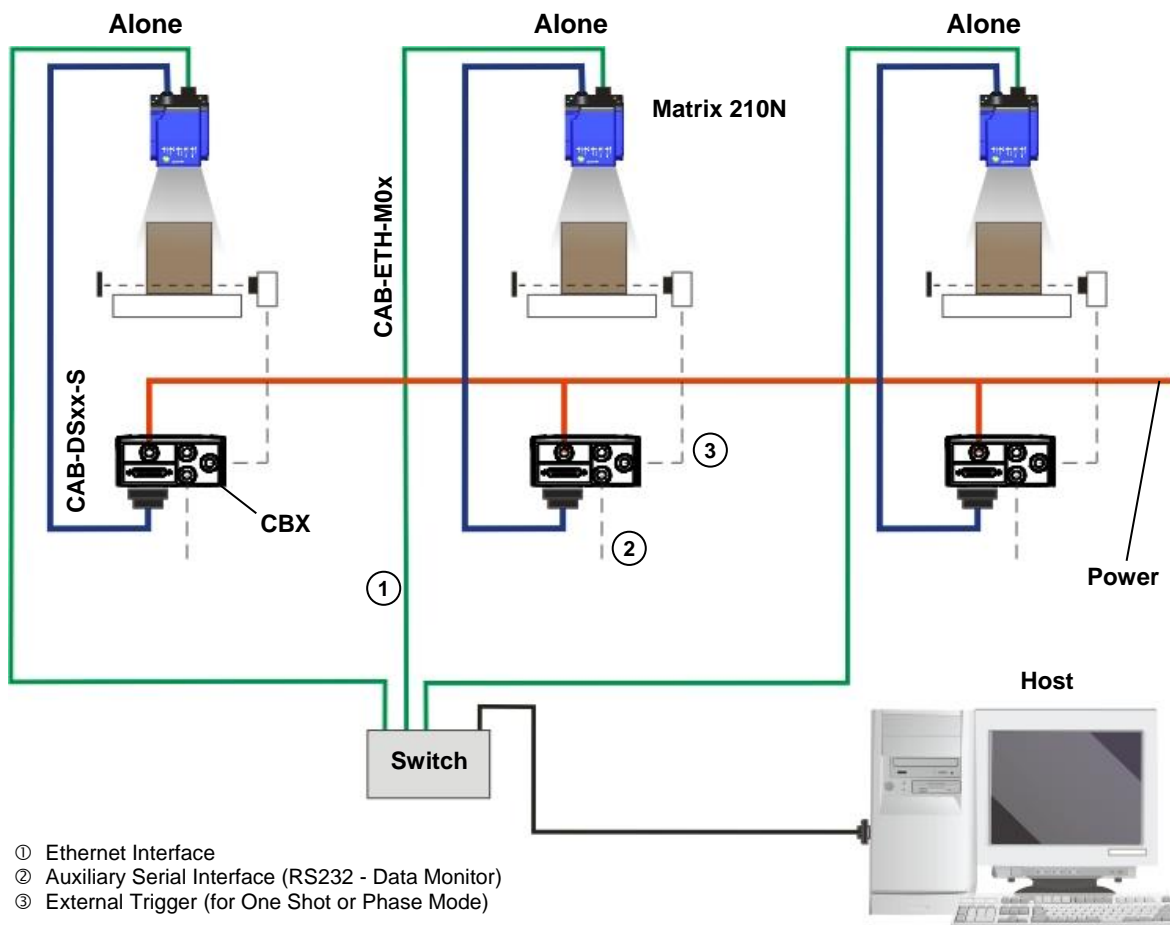 Alone
Alone
Alone
Matrix 210N
CAB-ETH-M0x
CAB-DSxx-S
3
CBX
2
1
Power
Host
Switch
① Ethernet Interface
② Auxiliary Serial Interface (RS232 - Data Monitor)
③ External Trigger (for One Shot or Phase Mode)